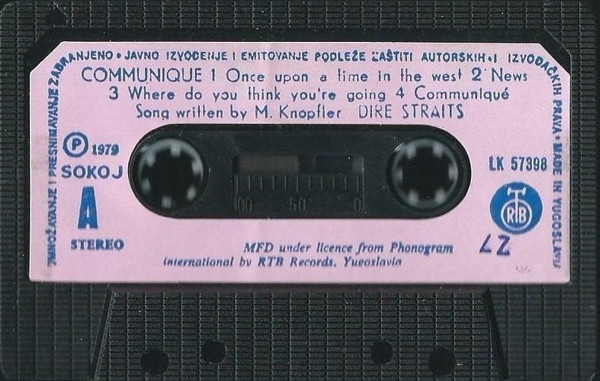 UMNOŽAVANJE I PRESNIMAVANJE ZABRANJENO • JAVNO IZVOĐENJE I EMITOVANJE PODLEŽE ZAŠTITI AUTORSKIH I IZVOĐAČKIH PRAVA • MADE IN YUGOSLAVIJ
COMMUNIQUE 1 Once upon a time in the west 2 News
3 Where do you think you're going 4 Communiqué
Song written by M. Knopfler DIRE STRAITS
Ⓟ 1979
SOKOJ
LK 57398
A
STEREO
100 50 0
RTB
LZ
MFD under licence from Phonogram
international by RTB Records, Yugoslavia